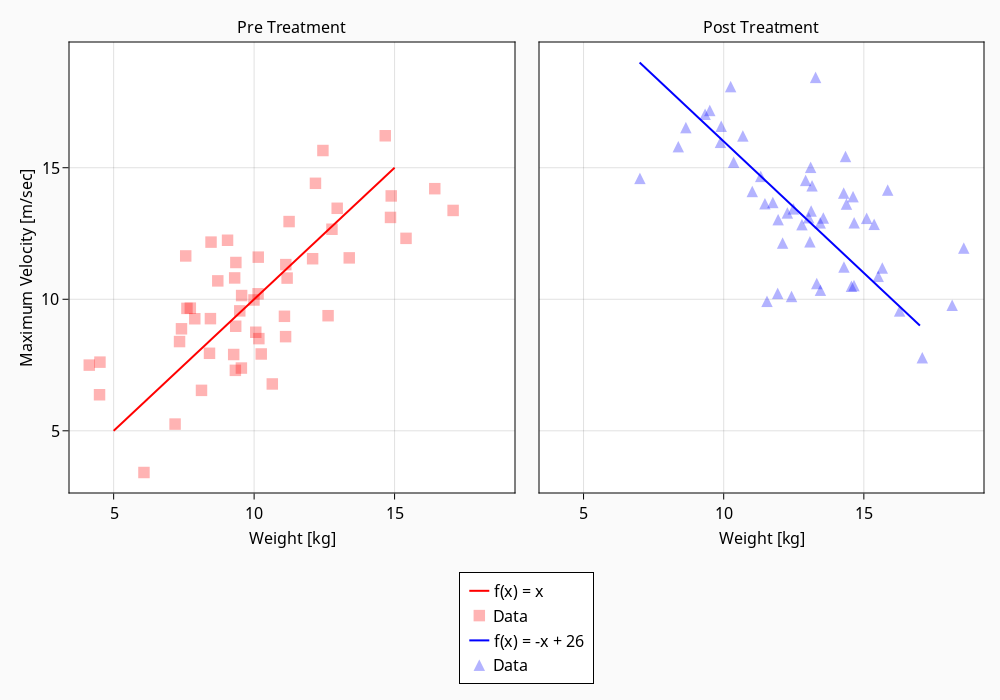 Pre Treatment
Post Treatment
Maximum Velocity [m/sec]
15
10
5
5 10 15
5 10 15
Weight [kg]
Weight [kg]
f(x) = x
Data
f(x) = -x + 26
Data